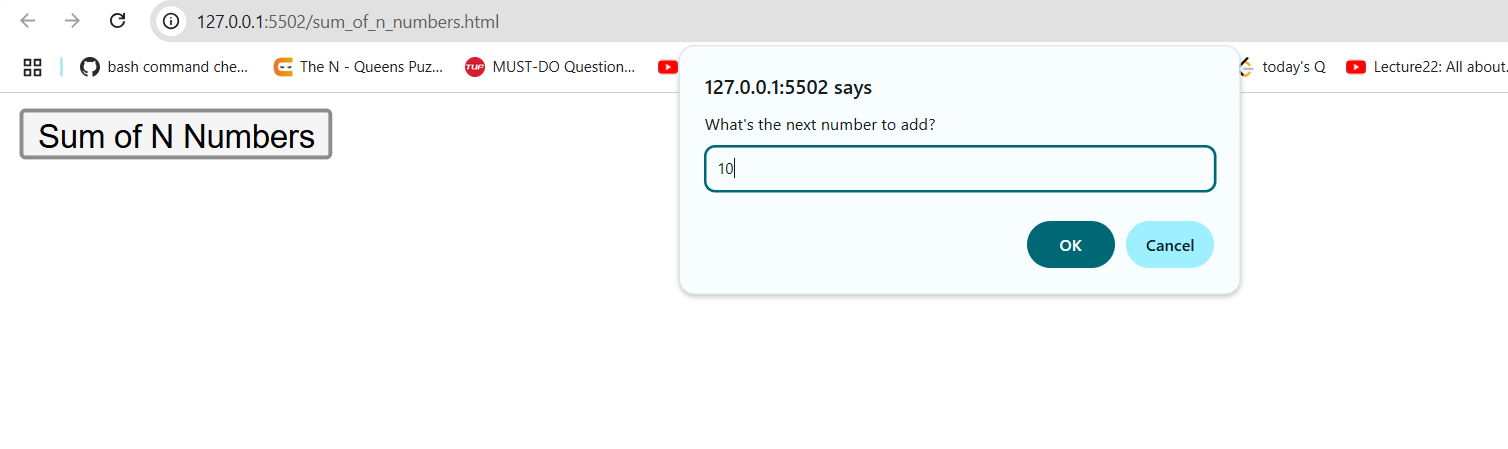 127.0.0.1:5502/sum_of_n_numbers.html
bash command che... The N - Queens Puz... TUF MUST-DO Question... today's Q Lecture22: All about.
127.0.0.1:5502 says
What's the next number to add?
10
OK Cancel
Sum of N Numbers